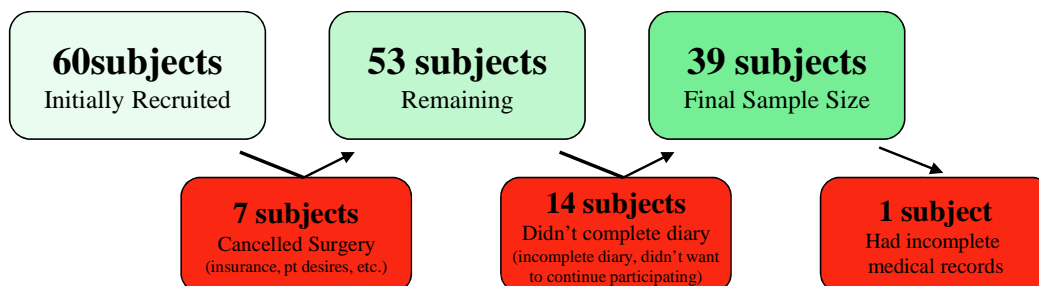 60subjects
Initially Recruited
53 subjects
Remaining
39 subjects
Final Sample Size
7 subjects
Cancelled Surgery
(insurance, pt desires, etc.)
14 subjects
Didn’t complete diary
(incomplete diary, didn’t want
to continue participating)
1 subject
Had incomplete
medical records